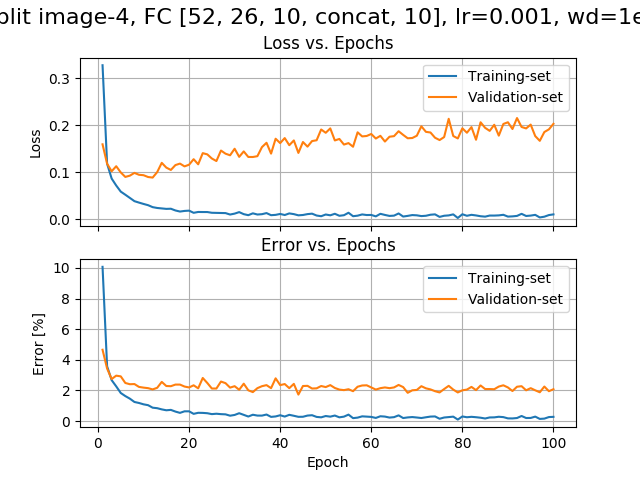 plit image-4, FC [52, 26, 10, concat, 10], lr=0.001, wd=1e
Loss vs. Epochs
0.3
0.2
0.1
0.0
Loss
Training-set
Validation-set
Error vs. Epochs
10
8
6
4
2
0
Error [%]
Training-set
Validation-set
0
20
40
60
80
100
Epoch